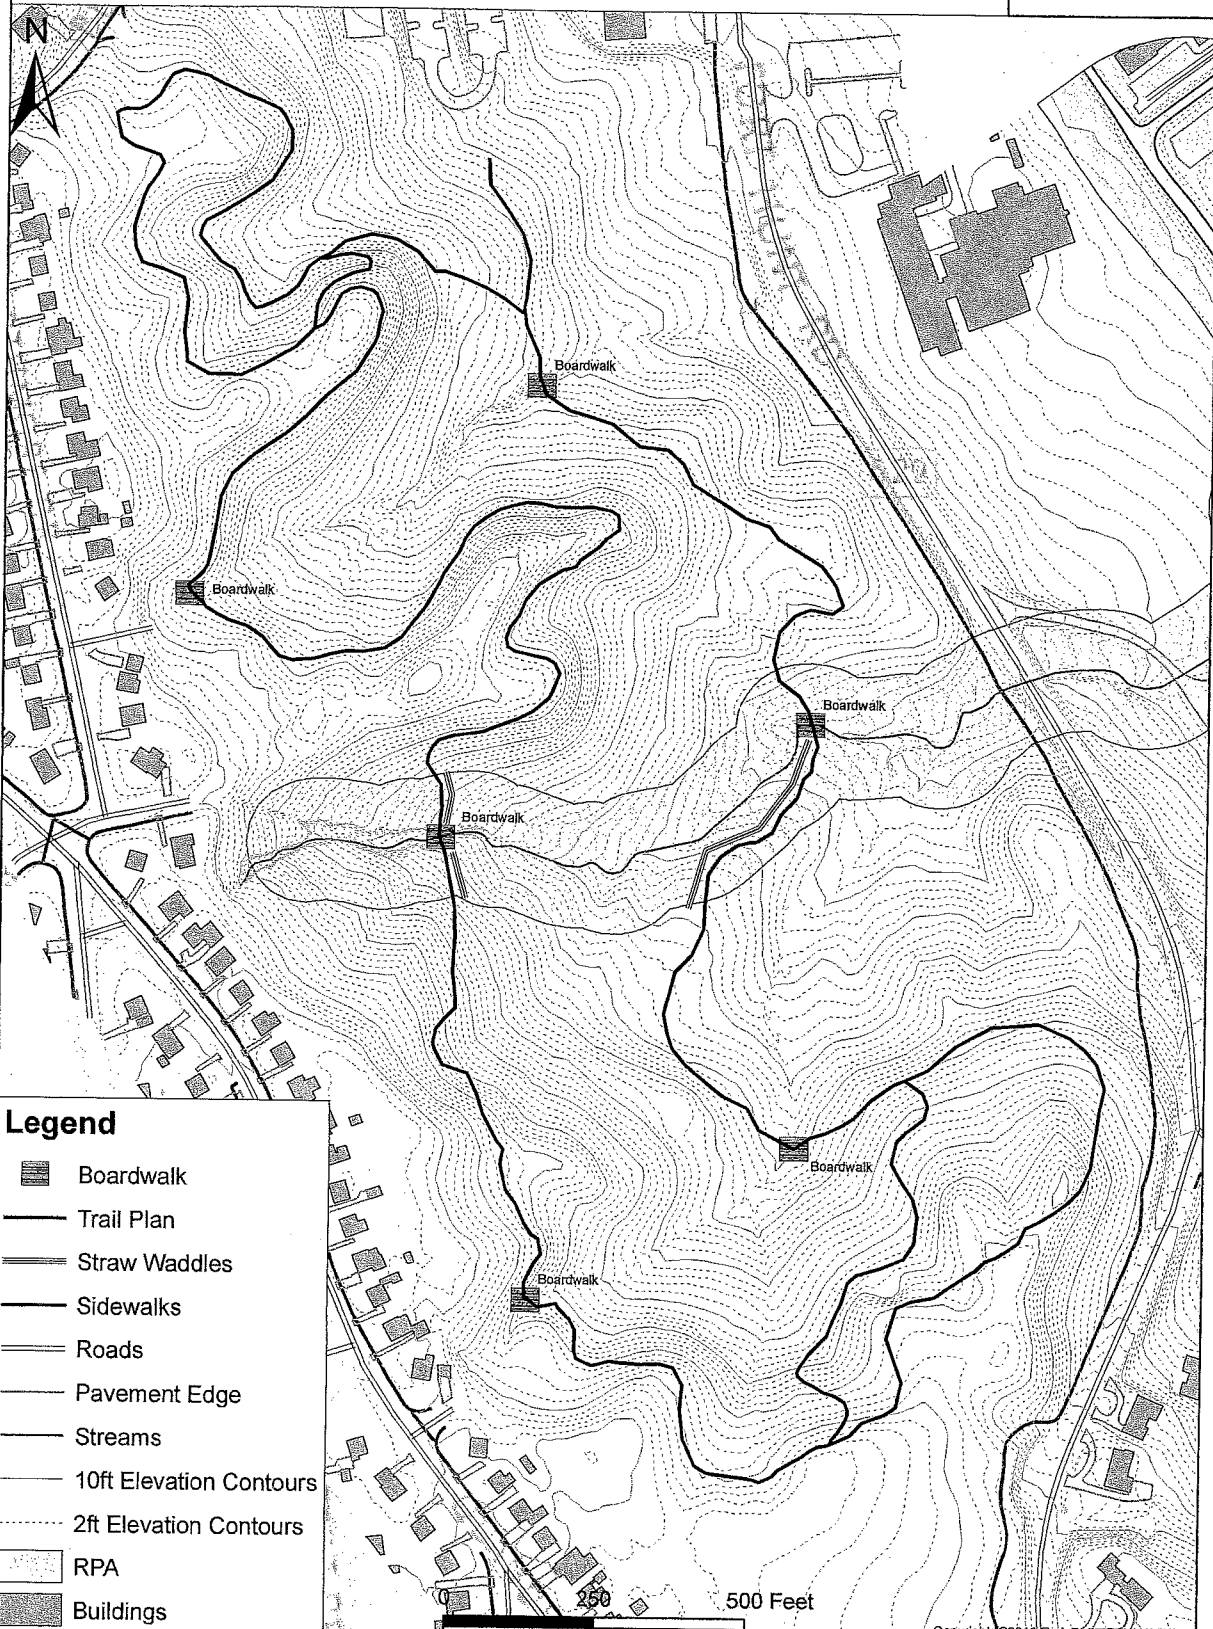 N
Boardwalk
Boardwalk
Boardwalk
Boardwalk
Boardwalk
Boardwalk
Legend
Boardwalk
Trail Plan
Straw Waddles
Sidewalks
Roads
Pavement Edge
Streams
10ft Elevation Contours
2ft Elevation Contours
RPA
Buildings
0 250 500 Feet